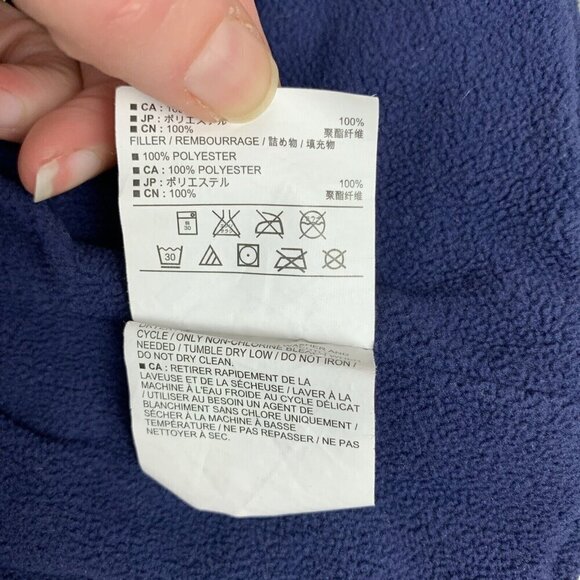 ■ CA : 100%
■ JP : ポリエステル 100%
■ CN : 100% 聚酯纤维
FILLER / REMBOURRAGE / 詰め物 / 填充物
■ 100% POLYESTER
■ CA : 100% POLYESTER
■ JP : ポリエステル 100%
■ CN : 100% 聚酯纤维
30
30
AND
CYCLE / ONLY NON-CHLORINE BLEACH
NEEDED / TUMBLE DRY LOW / DO NOT IRON /
DO NOT DRY CLEAN.
■ CA : RETIRER RAPIDEMENT DE LA
LAVEUSE ET DE LA SÉCHEUSE / LAVER À LA
MACHINE À L'EAU FROIDE AU CYCLE DÉLICAT
/ UTILISER AU BESOIN UN AGENT DE
BLANCHIMENT SANS CHLORE UNIQUEMENT /
SÉCHER À LA MACHINE À BASSE
TEMPÉRATURE / NE PAS REPASSER / NE PAS
NETTOYER À SEC.